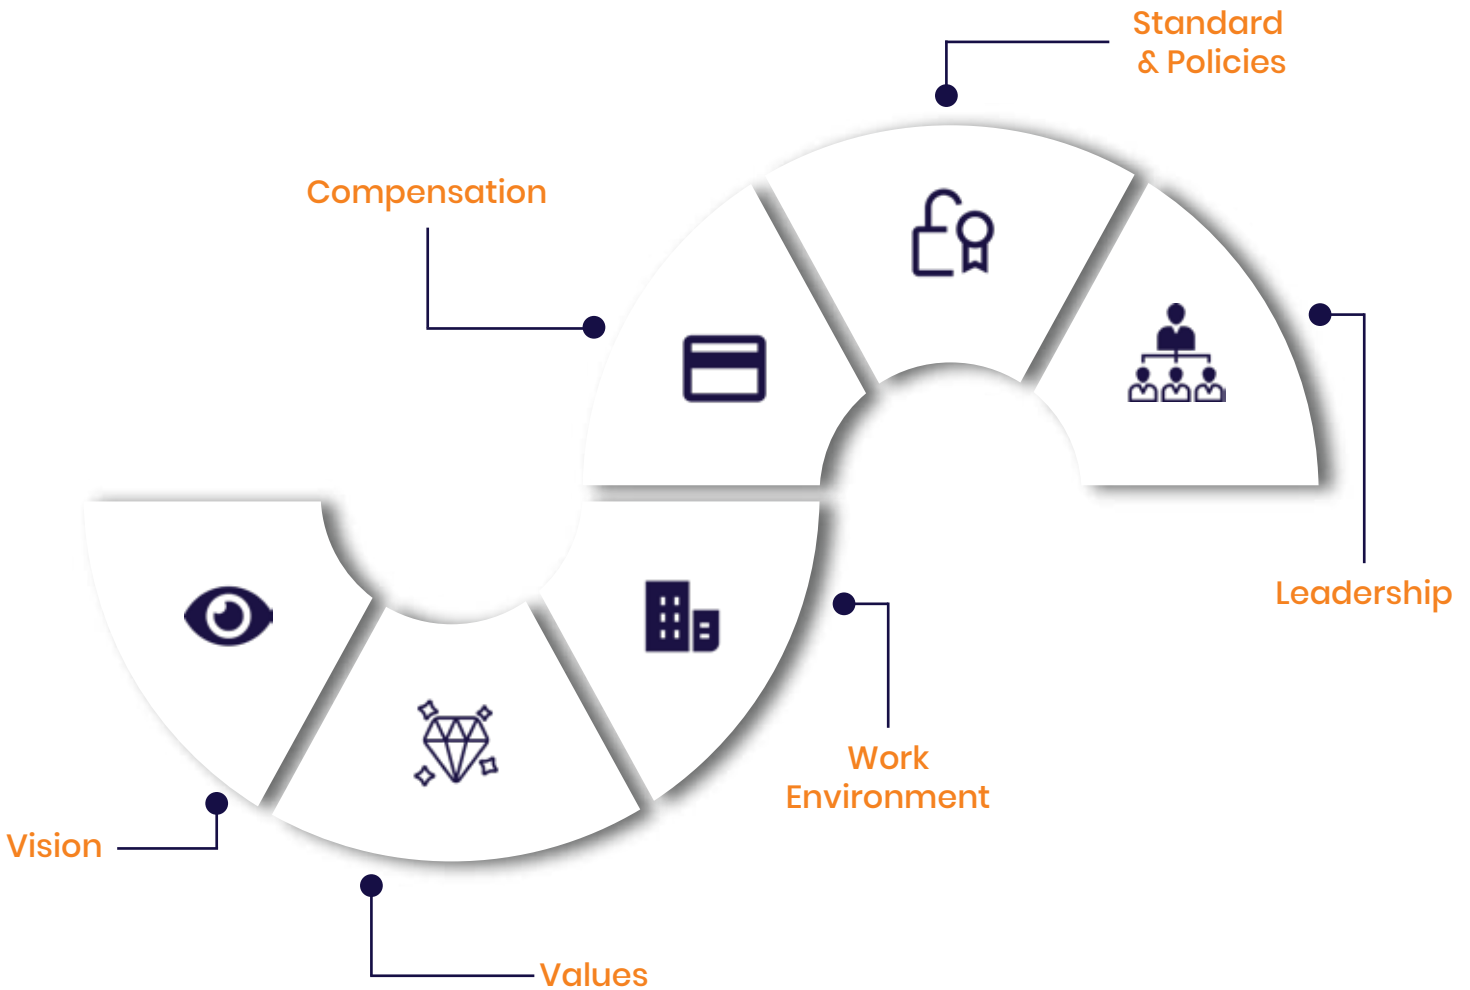 Standard
& Policies
Compensation
Leadership
Work
Environment
Vision
Values